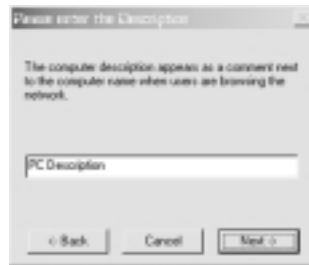 Please enter the Description
The computer description appears as a comment next
to the computer name when users are browsing the
network.
PC Description
< Back
Cancel
Next >